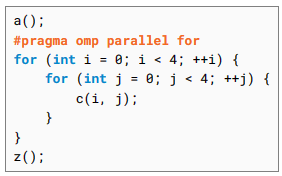 a();
#pragma omp parallel for
for (int i = 0; i < 4; ++i) {
    for (int j = 0; j < 4; ++j) {
        c(i, j);
    }
}
z();